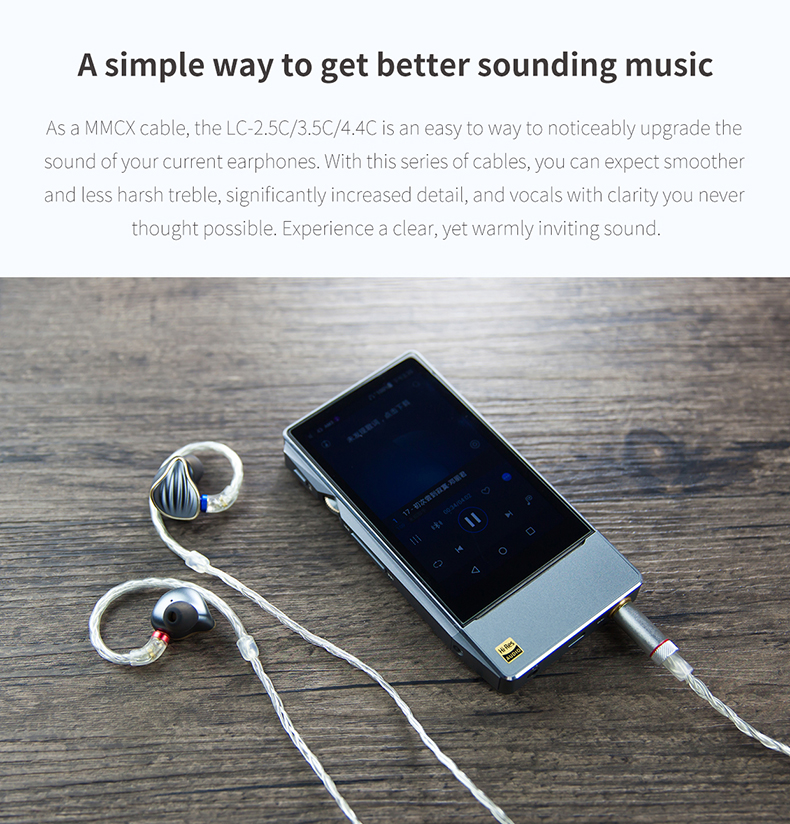 A simple way to get better sounding music
As a MMCX cable, the LC-2.5C/3.5C/4.4C is an easy to way to noticeably upgrade the
sound of your current earphones. With this series of cables, you can expect smoother
and less harsh treble, significantly increased detail, and vocals with clarity you never
thought possible. Experience a clear, yet warmly inviting sound.
Hi-Res
AUDIO